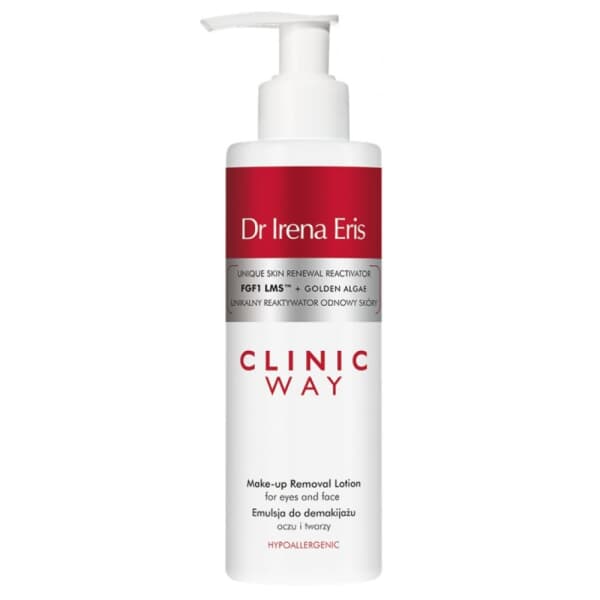 Dr Irena Eris
UNIQUE SKIN RENEWAL REACTIVATOR
FGF1 LMS™ + GOLDEN ALGAE
UNIKALNY REAKTYWATOR ODNOWY SKÓRY
CLINIC
WAY
Make-up Removal Lotion
for eyes and face
Emulsja do demakijażu
oczu i twarzy
HYPOALLERGENIC